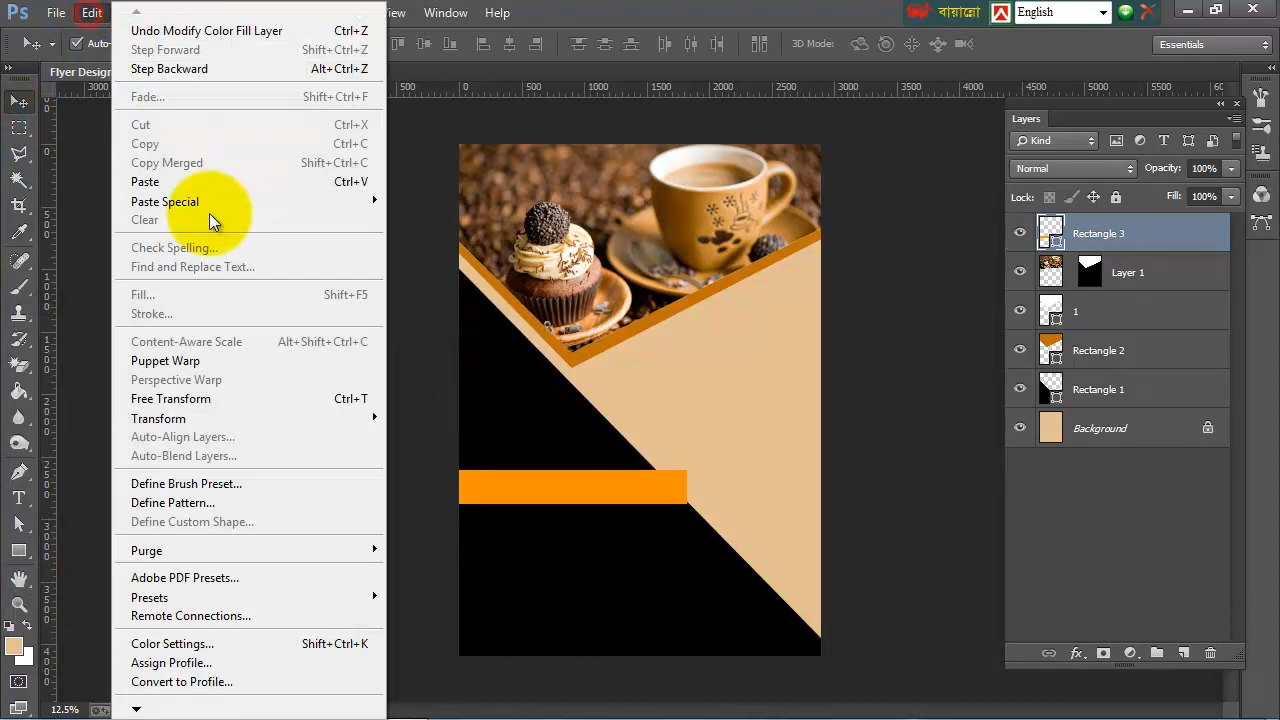 Ps File Edit View Window Help বায়ান্নো English
Auto- 3D Mode: Essentials
Flyer Design
3000 500 0 500 1000 1500 2000 2500 3000 3500 4000 4500 5000 5500
Undo Modify Color Fill Layer Ctrl+Z
Step Forward Shift+Ctrl+Z
Step Backward Alt+Ctrl+Z
Fade... Shift+Ctrl+F
Cut Ctrl+X
Copy Ctrl+C
Copy Merged Shift+Ctrl+C
Paste Ctrl+V
Paste Special
Clear
Check Spelling...
Find and Replace Text...
Fill... Shift+F5
Stroke...
Content-Aware Scale Alt+Shift+Ctrl+C
Puppet Warp
Perspective Warp
Free Transform Ctrl+T
Transform
Auto-Align Layers...
Auto-Blend Layers...
Define Brush Preset...
Define Pattern...
Define Custom Shape...
Purge
Adobe PDF Presets...
Presets
Remote Connections...
Color Settings... Shift+Ctrl+K
Assign Profile...
Convert to Profile...
12.5%
Layers
Kind
Normal Opacity: 100%
Lock: Fill: 100%
Rectangle 3
Layer 1
1
Rectangle 2
Rectangle 1
Background